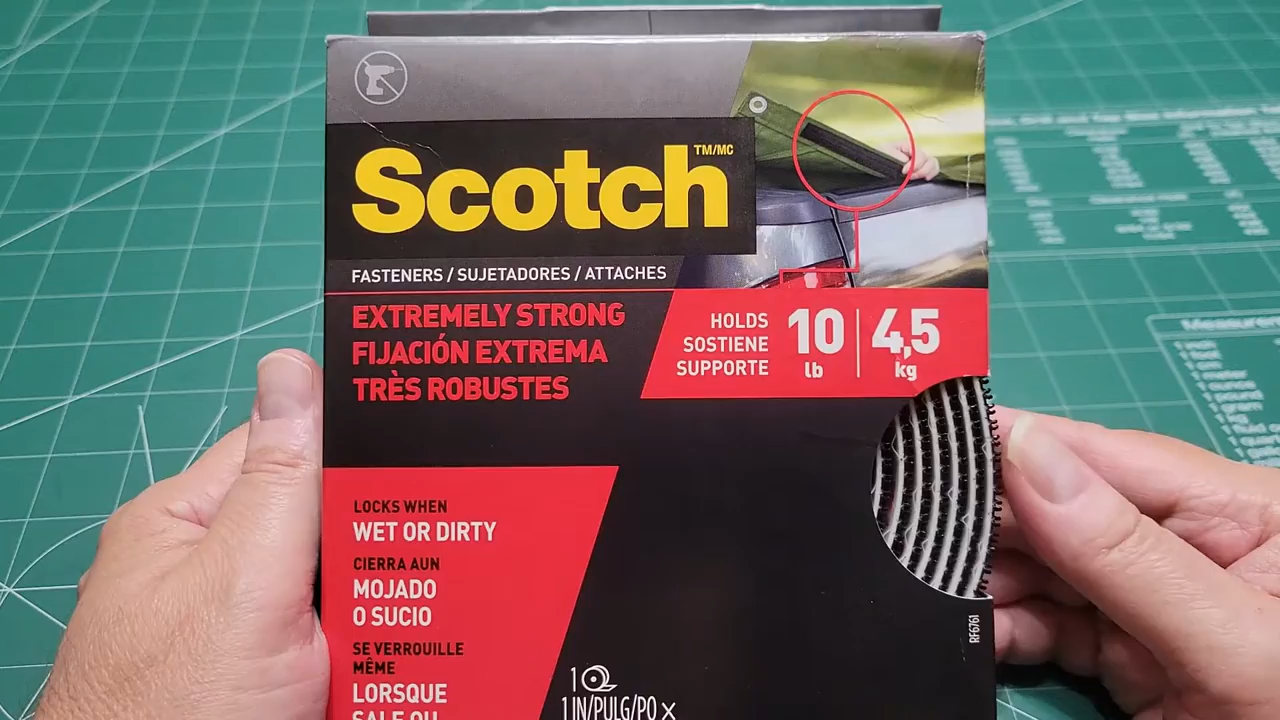 Scotch TM/MC
FASTENERS / SUJETADORES / ATTACHES
EXTREMELY STRONG
FIJACIÓN EXTREMA
TRÈS ROBUSTES
HOLDS
SOSTIENE
SUPPORTE
10 lb
4,5 kg
LOCKS WHEN
WET OR DIRTY
CIERRA AUN
MOJADO
O SUCIO
SE VERROUILLE
MÊME
LORSQUE
SALE OU
1
1 IN/PULG/PO x
RF6761